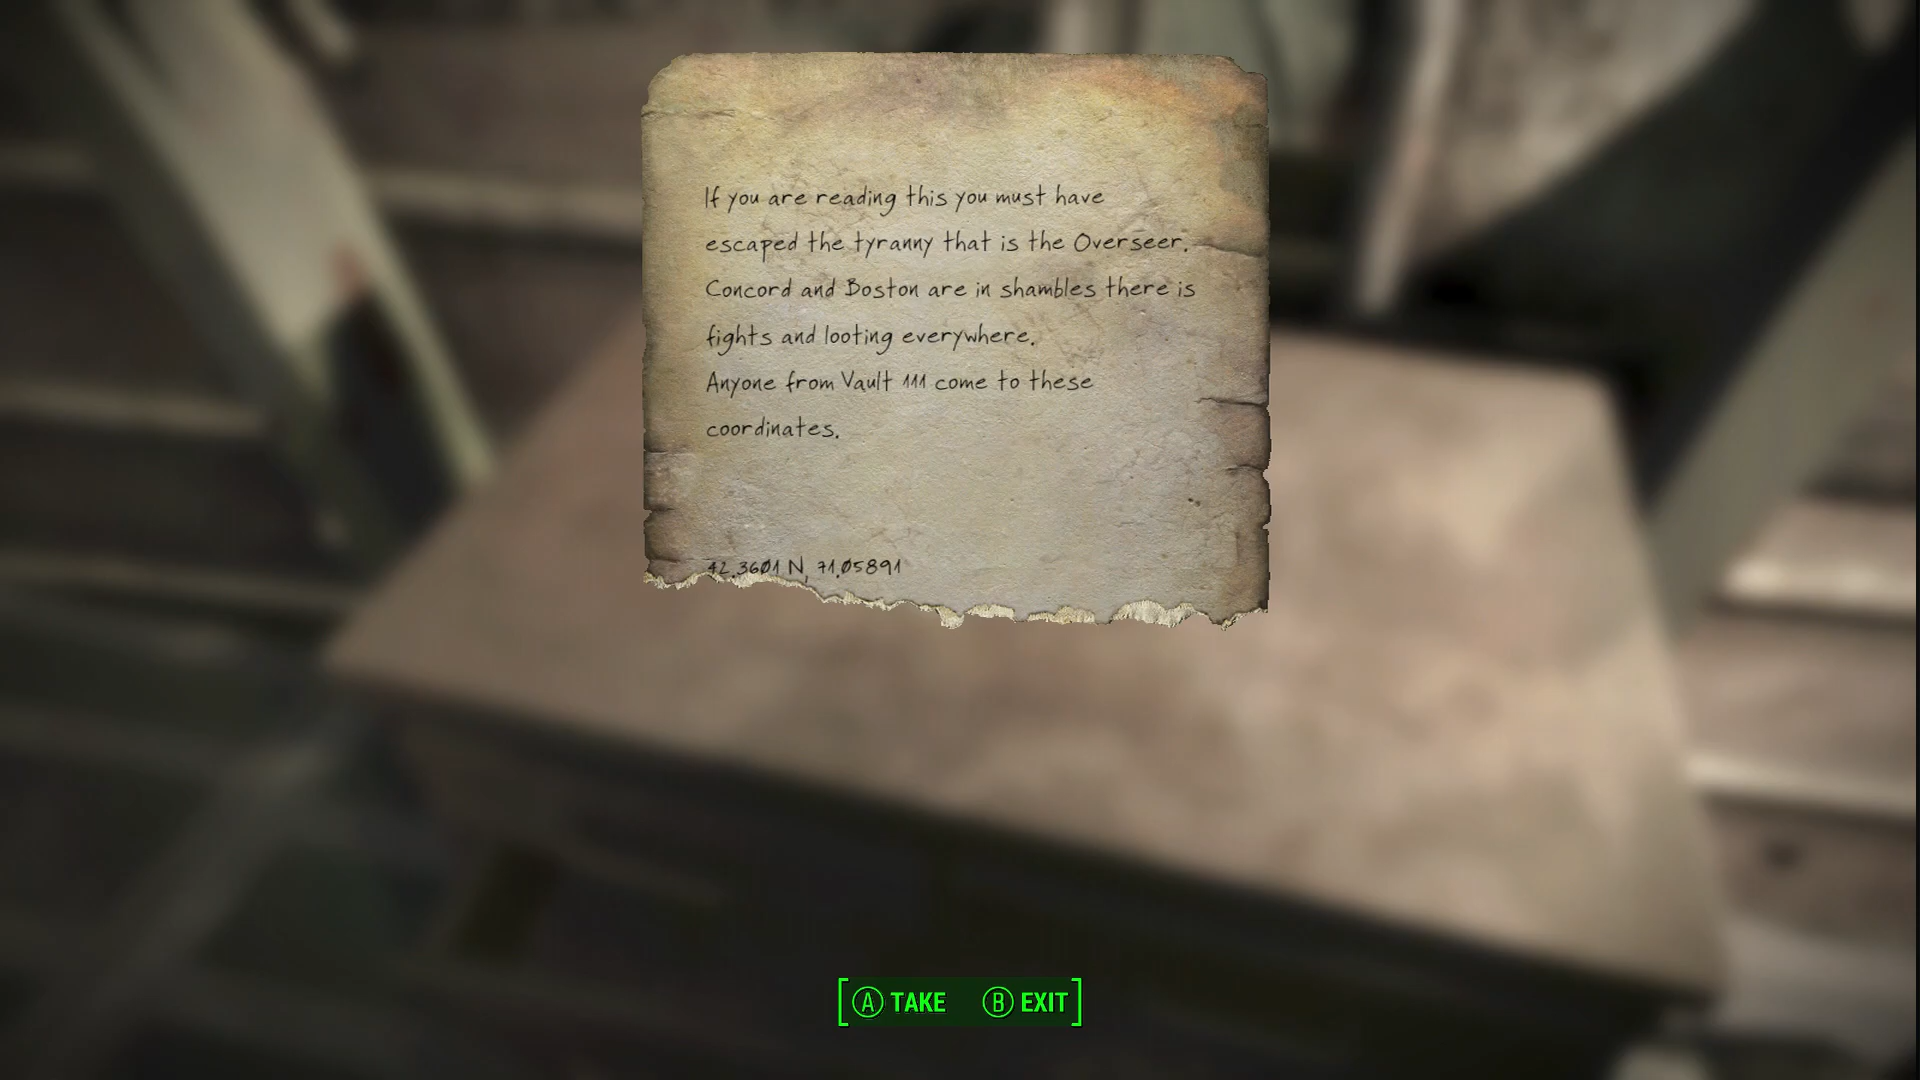 If you are reading this you must have
escaped the tyranny that is the Overseer.
Concord and Boston are in shambles there is
fights and looting everywhere.
Anyone from Vault 111 come to these
coordinates.
42.3601 N, 71.05891
A TAKE B EXIT